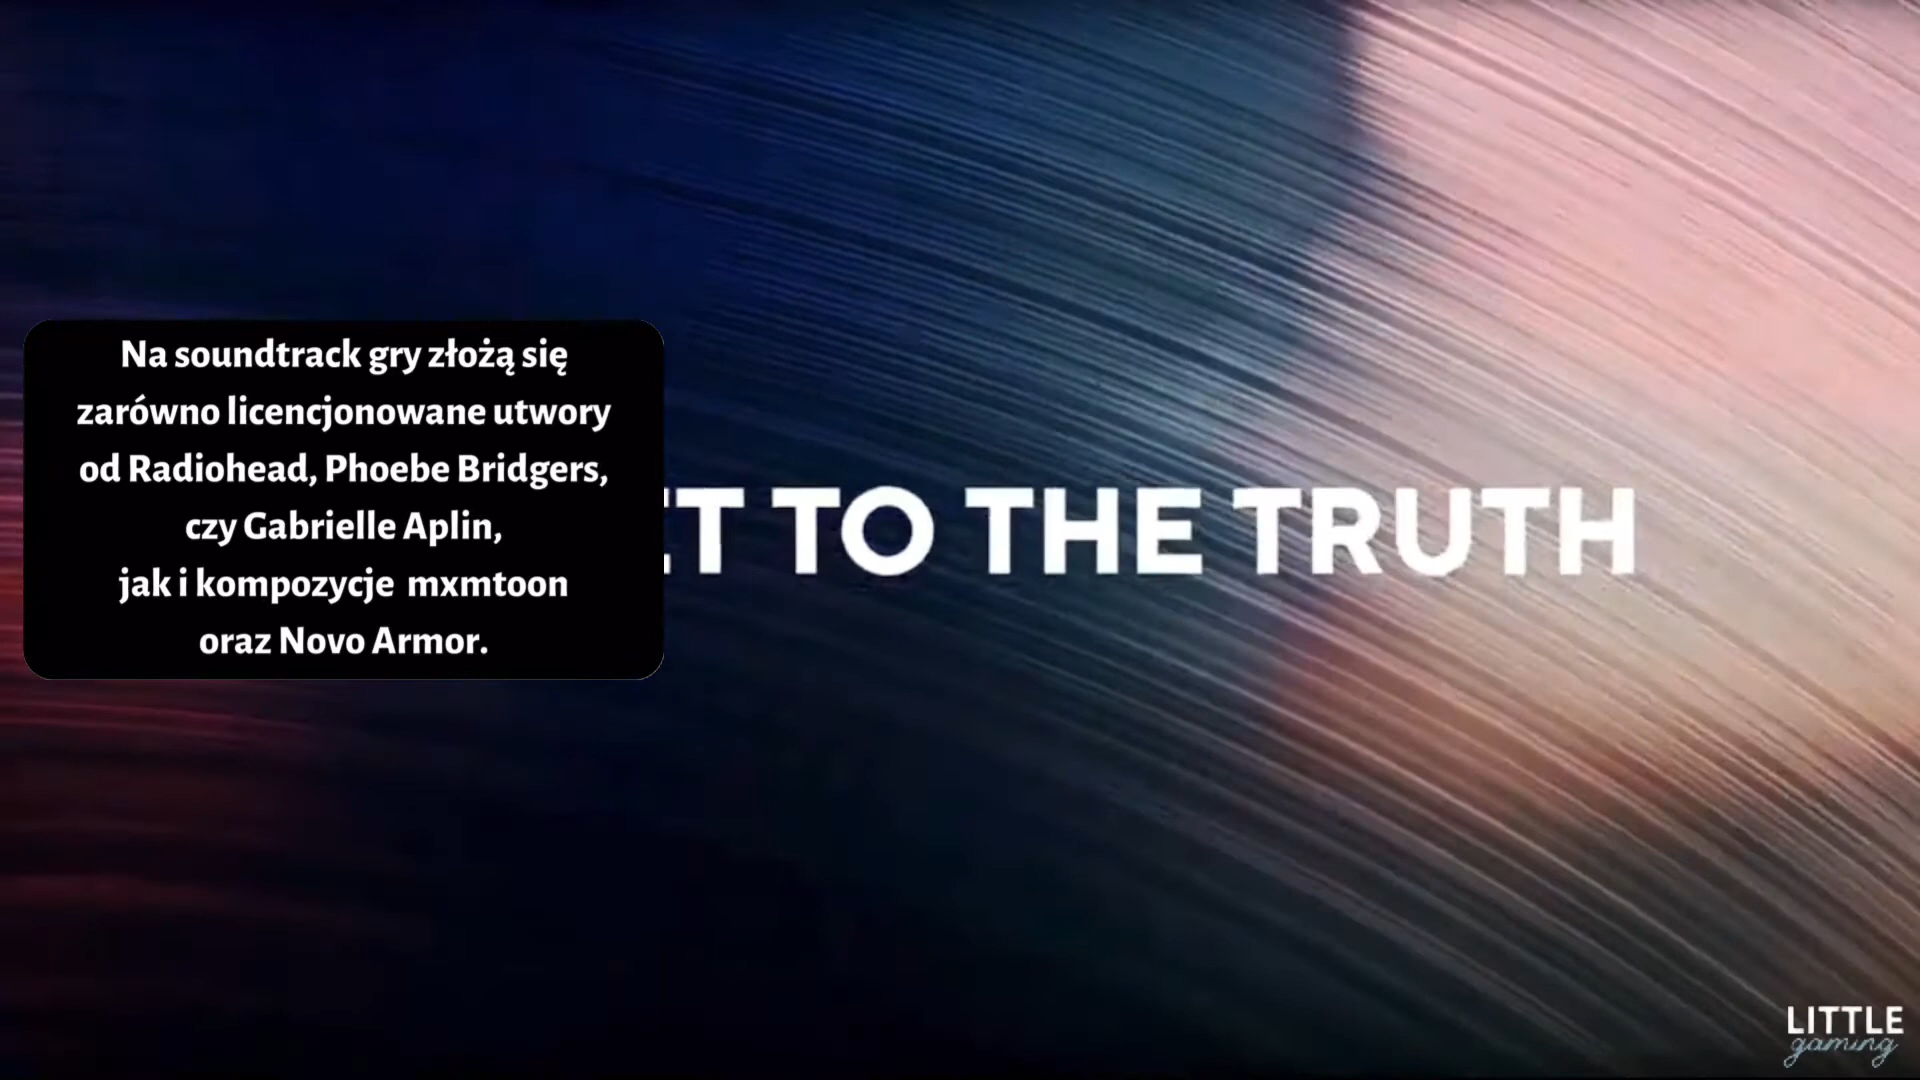 Na soundtrack gry złożą się
zarówno licencjonowane utwory
od Radiohead, Phoebe Bridgers,
czy Gabrielle Aplin,
jak i kompozycje mxmtoon
oraz Novo Armor.
TO THE TRUTH
LITTLE
gaming